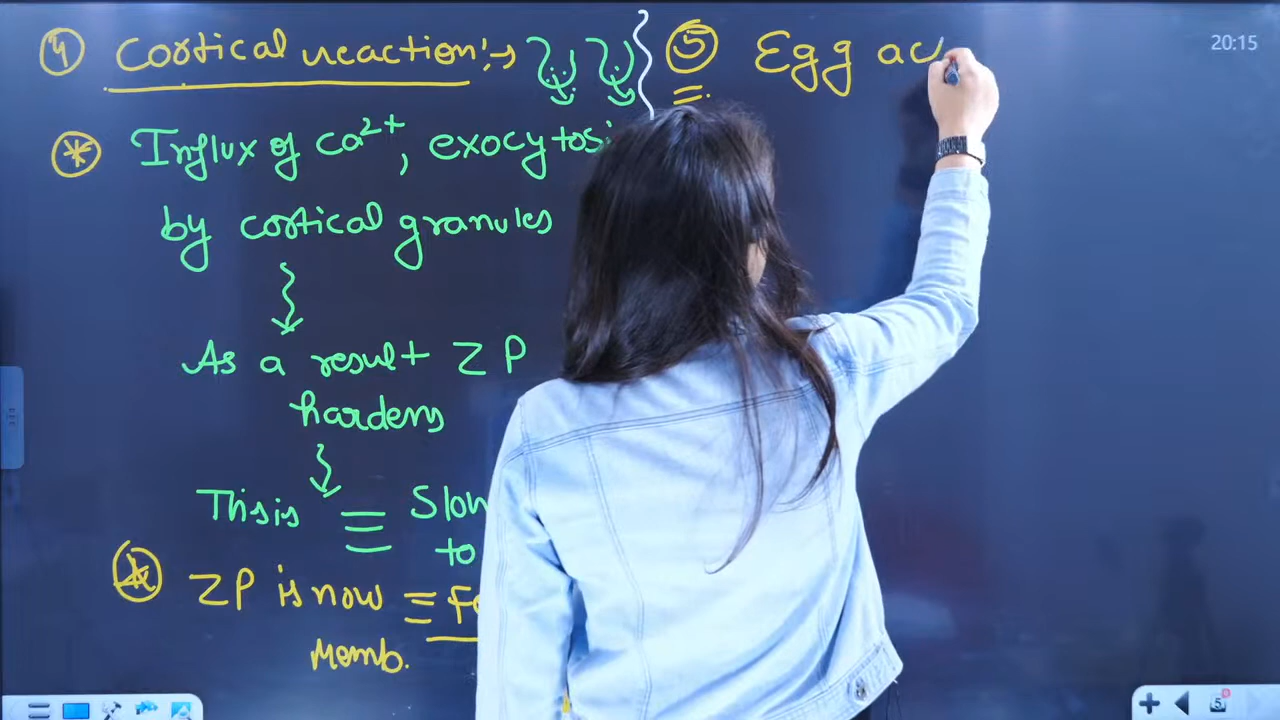 4 Cortical reaction:→
Influx of Ca²⁺, exocytosi
by cortical granules
As a result ZP
hardens
This is Slow
to
ZP is now =
Memb.
5 Egg ac
20:15
5